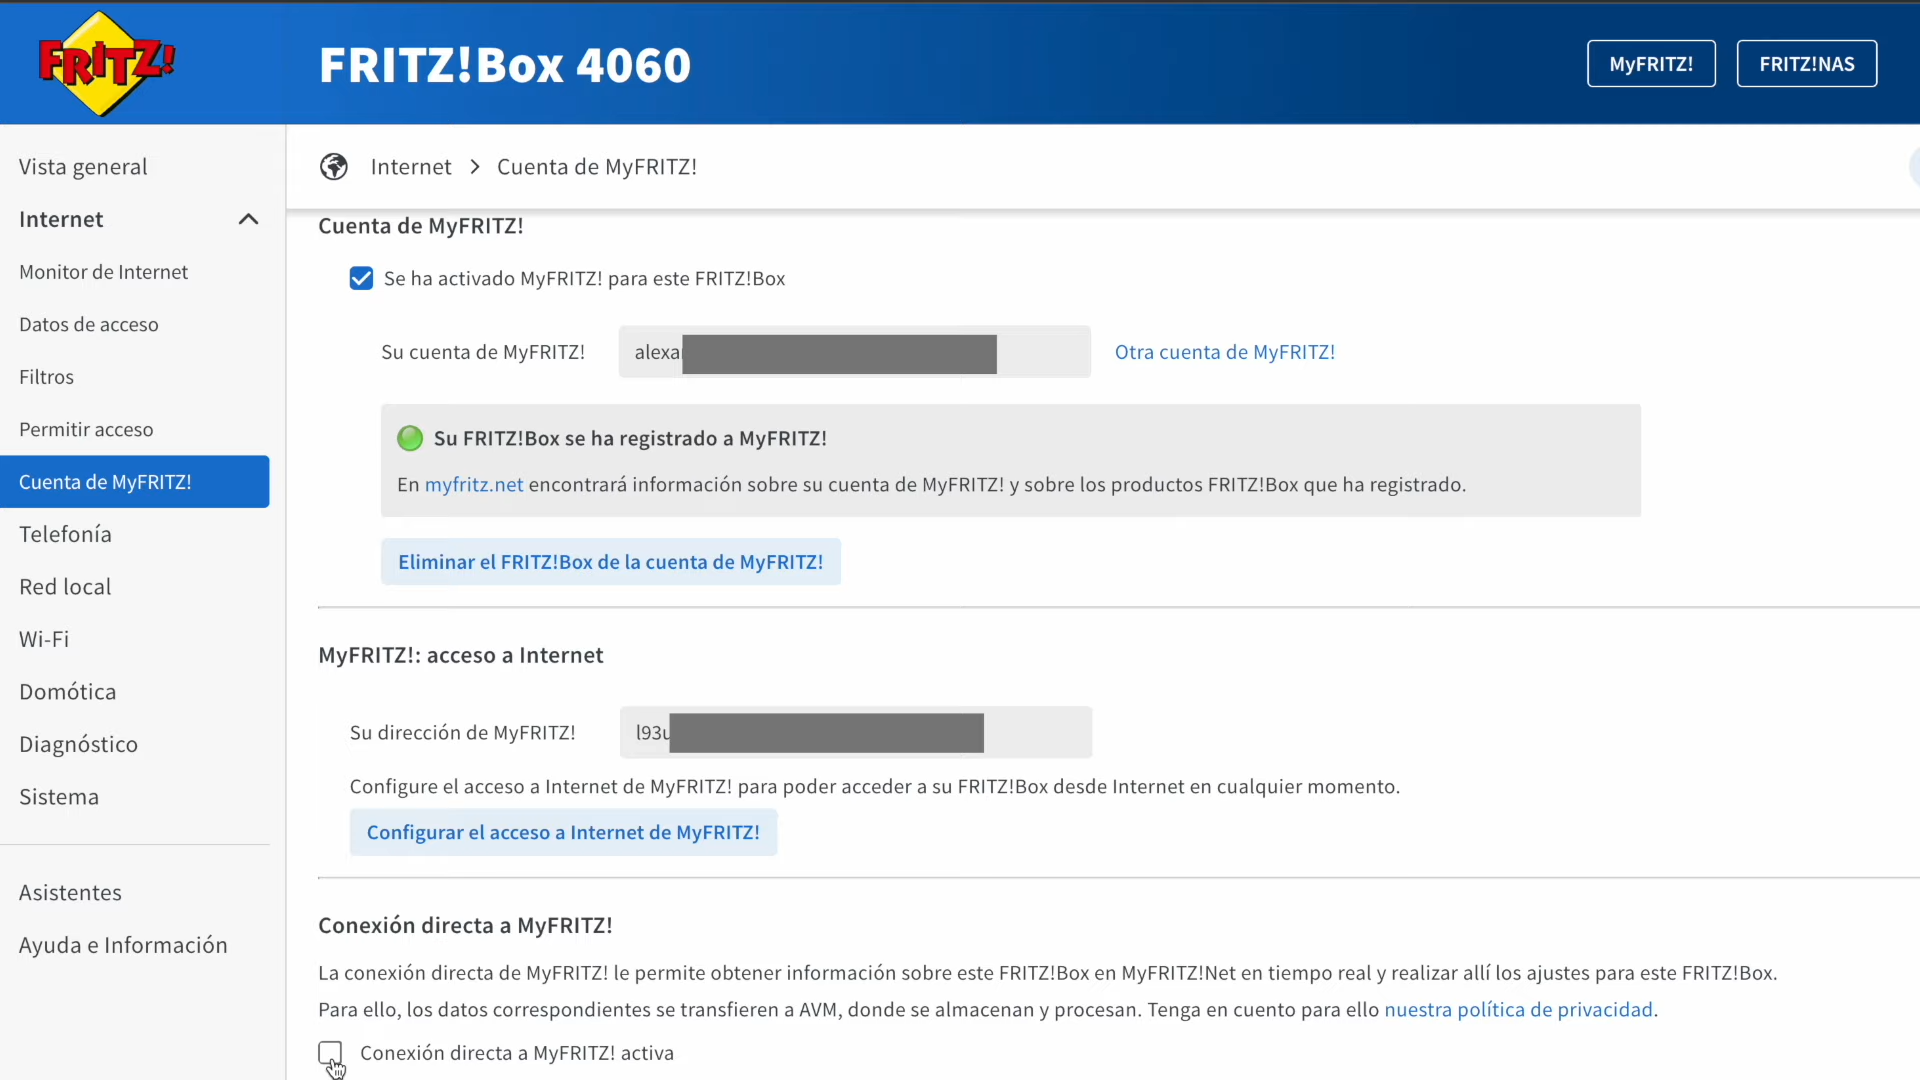 FRITZ!
FRITZ!Box 4060
MyFRITZ!
FRITZ!NAS
Vista general
Internet
Monitor de Internet
Datos de acceso
Filtros
Permitir acceso
Cuenta de MyFRITZ!
Telefonía
Red local
Wi-Fi
Domótica
Diagnóstico
Sistema
Asistentes
Ayuda e Información
Internet > Cuenta de MyFRITZ!
Cuenta de MyFRITZ!
Se ha activado MyFRITZ! para este FRITZ!Box
Su cuenta de MyFRITZ!
alexa
Otra cuenta de MyFRITZ!
Su FRITZ!Box se ha registrado a MyFRITZ!
En myfritz.net encontrará información sobre su cuenta de MyFRITZ! y sobre los productos FRITZ!Box que ha registrado.
Eliminar el FRITZ!Box de la cuenta de MyFRITZ!
MyFRITZ!: acceso a Internet
Su dirección de MyFRITZ!
l93u
Configure el acceso a Internet de MyFRITZ! para poder acceder a su FRITZ!Box desde Internet en cualquier momento.
Configurar el acceso a Internet de MyFRITZ!
Conexión directa a MyFRITZ!
La conexión directa de MyFRITZ! le permite obtener información sobre este FRITZ!Box en MyFRITZ!Net en tiempo real y realizar allí los ajustes para este FRITZ!Box.
Para ello, los datos correspondientes se transfieren a AVM, donde se almacenan y procesan. Tenga en cuento para ello nuestra política de privacidad.
Conexión directa a MyFRITZ! activa